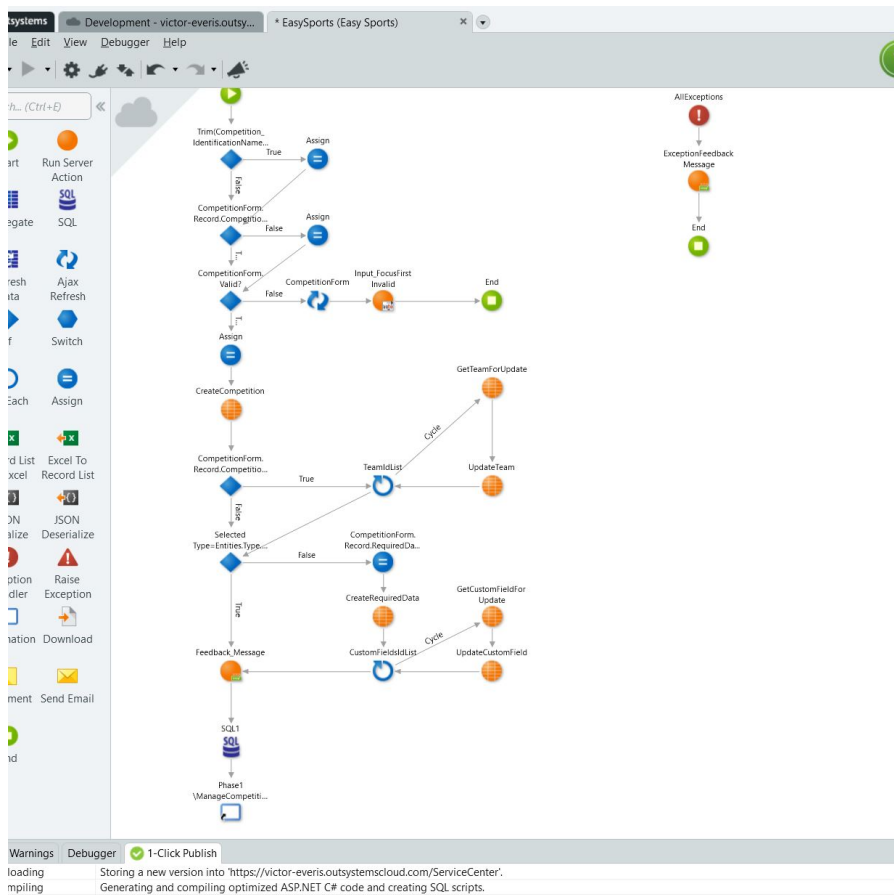 tsystems
Development - victor-everis.outsy...
* EasySports (Easy Sports)
le Edit View Debugger Help
ch... (Ctrl+E)
art
Run Server
Action
egate
SQL
resh
ata
Ajax
Refresh
f
Switch
Each
Assign
rd List
xcel
Excel To
Record List
ON
alize
JSON
Deserialize
ption
dler
Raise
Exception
nation
Download
ment
Send Email
nd
Trim(Competition_
IdentificationName...
True
Assign
False
CompetitionForm.
Record.Competitio...
False
Assign
T...
CompetitionForm.
Valid?
False
CompetitionForm
Input_FocusFirst
Invalid
End
T...
Assign
CreateCompetition
CompetitionForm.
Record.Competitio...
True
TeamIdList
Cycle
GetTeamForUpdate
UpdateTeam
False
Selected
Type=Entities.Type....
False
CompetitionForm.
Record.RequiredDa...
True
CreateRequiredData
GetCustomFieldFor
Update
Cycle
Feedback_Message
CustomFieldsIdList
UpdateCustomField
SQL1
SQL
Phase1
\ManageCompetiti...
AllExceptions
ExceptionFeedback
Message
End
Warnings Debugger 1-Click Publish
loading Storing a new version into 'https://victor-everis.outsystemscloud.com/ServiceCenter'.
mpiling Generating and compiling optimized ASP.NET C# code and creating SQL scripts.